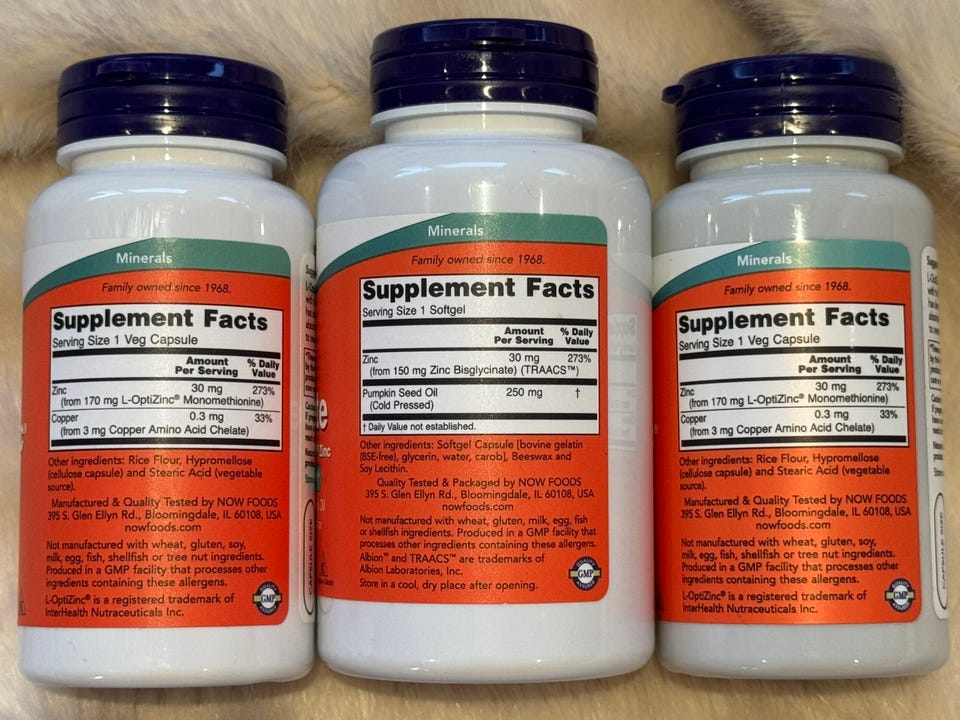 Minerals
Family owned since 1968.
Supplement Facts
Serving Size 1 Veg Capsule
Amount Per Serving
% Daily Value
Zinc 30 mg 273%
(from 170 mg L-OptiZinc® Monomethionine)
Copper 0.3 mg 33%
(from 3 mg Copper Amino Acid Chelate)
Other ingredients: Rice Flour, Hypromellose
(cellulose capsule) and Stearic Acid (vegetable
source).
Manufactured & Quality Tested by NOW FOODS
395 S. Glen Ellyn Rd., Bloomingdale, IL 60108, USA
nowfoods.com
Not manufactured with wheat, gluten, soy,
milk, egg, fish, shellfish or tree nut ingredients.
Produced in a GMP facility that processes other
ingredients containing these allergens.
L-OptiZinc® is a registered trademark of
InterHealth Nutraceuticals Inc.
GMP
CAPSULE SIZE
Minerals
Family owned since 1968.
Supplement Facts
Serving Size 1 Softgel
Amount Per Serving
% Daily Value
Zinc 30 mg 273%
(from 150 mg Zinc Bisglycinate) (TRAACS™)
Pumpkin Seed Oil 250 mg †
(Cold Pressed)
† Daily Value not established.
Other ingredients: Softgel Capsule [bovine gelatin
(BSE-free), glycerin, water, carob], Beeswax and
Soy Lecithin.
Quality Tested & Packaged by NOW FOODS
395 S. Glen Ellyn Rd., Bloomingdale, IL 60108, USA
nowfoods.com
Not manufactured with wheat, gluten, milk, egg, fish
or shellfish ingredients. Produced in a GMP facility that
processes other ingredients containing these allergens.
Albion™ and TRAACS™ are trademarks of
Albion Laboratories, Inc.
Store in a cool, dry place after opening.
GMP
Minerals
Family owned since 1968.
Supplement Facts
Serving Size 1 Veg Capsule
Amount Per Serving
% Daily Value
Zinc 30 mg 273%
(from 170 mg L-OptiZinc® Monomethionine)
Copper 0.3 mg 33%
(from 3 mg Copper Amino Acid Chelate)
Other ingredients: Rice Flour, Hypromellose
(cellulose capsule) and Stearic Acid (vegetable
source).
Manufactured & Quality Tested by NOW FOODS
395 S. Glen Ellyn Rd., Bloomingdale, IL 60108, USA
nowfoods.com
Not manufactured with wheat, gluten, soy,
milk, egg, fish, shellfish or tree nut ingredients.
Produced in a GMP facility that processes other
ingredients containing these allergens.
L-OptiZinc® is a registered trademark of
InterHealth Nutraceuticals Inc.
GMP
CAPSULE SIZE